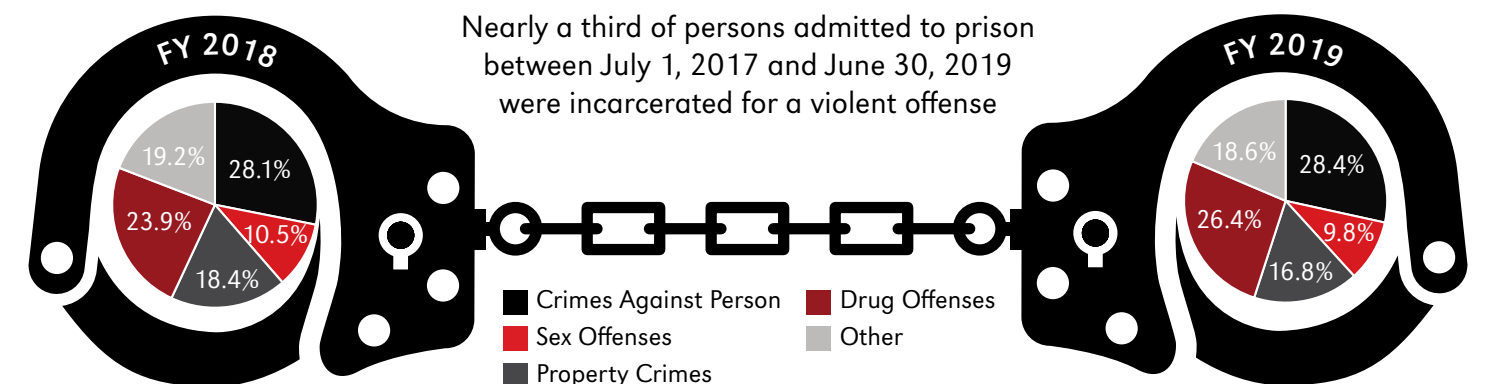 FY 2018
Nearly a third of persons admitted to prison
between July 1, 2017 and June 30, 2019
were incarcerated for a violent offense
FY 2019
19.2%
28.1%
23.9%
10.5%
18.4%
18.6%
28.4%
26.4%
9.8%
16.8%
Crimes Against Person
Sex Offenses
Property Crimes
Drug Offenses
Other